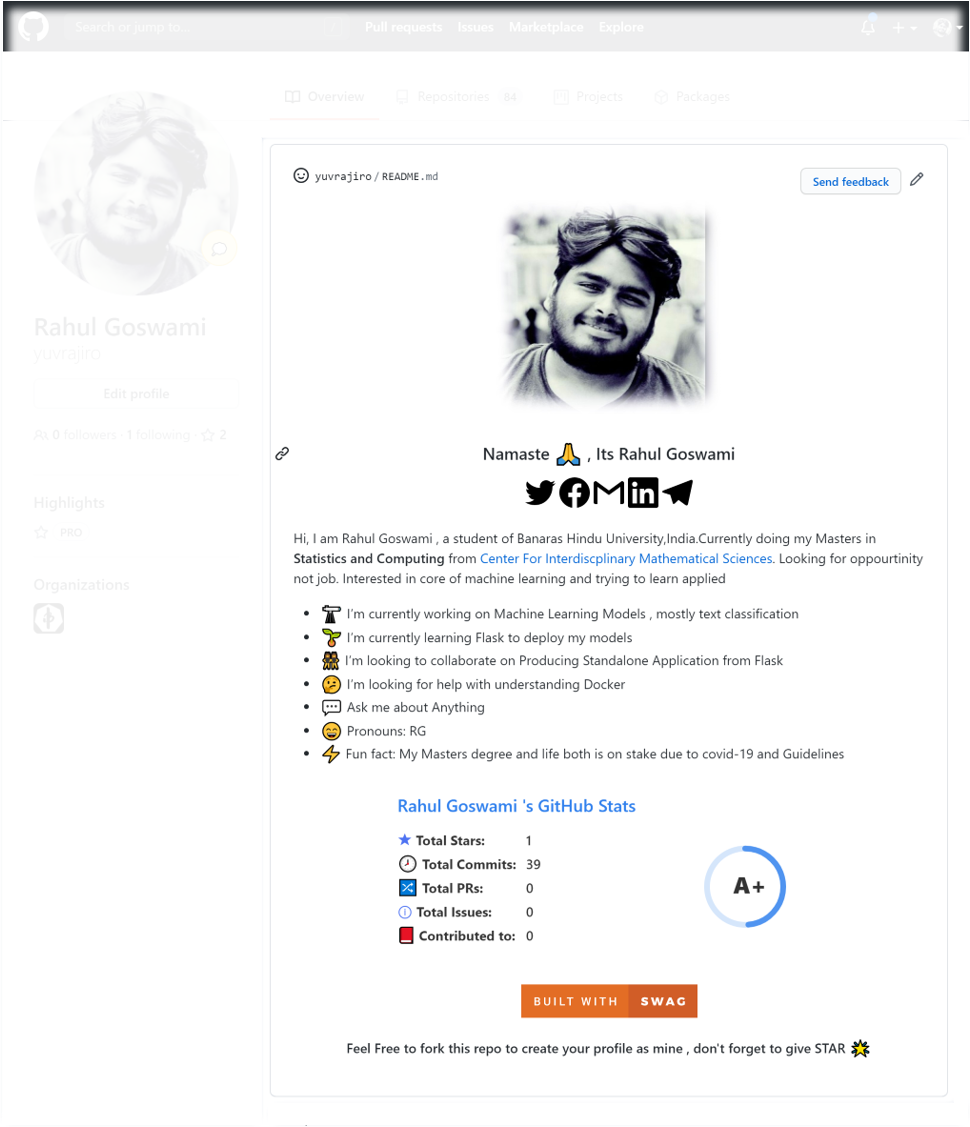 Search or jump to...
Pull requests Issues Marketplace Explore
Overview Repositories 84 Projects Packages
Rahul Goswami
yuvrajiro
Edit profile
0 followers · 1 following · 2
Highlights
PRO
Organizations
yuvrajiro / README.md
Send feedback
Namaste 🙏 , Its Rahul Goswami
Hi, I am Rahul Goswami , a student of Banaras Hindu University,India.Currently doing my Masters in
Statistics and Computing from Center For Interdiscplinary Mathematical Sciences. Looking for oppourtinity
not job. Interested in core of machine learning and trying to learn applied
I'm currently working on Machine Learning Models , mostly text classification
I'm currently learning Flask to deploy my models
I'm looking to collaborate on Producing Standalone Application from Flask
I'm looking for help with understanding Docker
Ask me about Anything
Pronouns: RG
Fun fact: My Masters degree and life both is on stake due to covid-19 and Guidelines
Rahul Goswami 's GitHub Stats
Total Stars: 1
Total Commits: 39
Total PRs: 0
Total Issues: 0
Contributed to: 0
A+
BUILT WITH SWAG
Feel Free to fork this repo to create your profile as mine , don't forget to give STAR 🌟